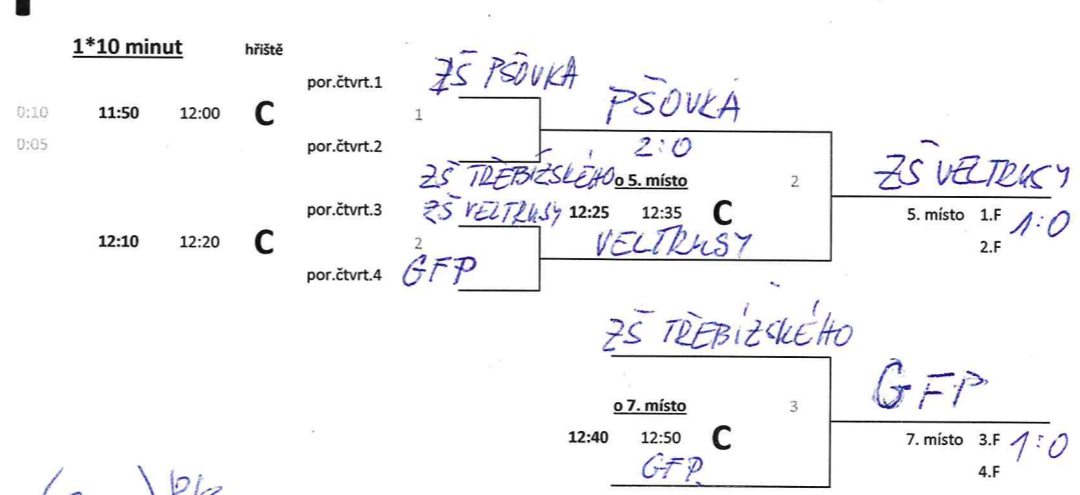 1*10 minut hřiště
por.čtvrt.1 ZŠ PŠOVKA
0:10 11:50 12:00 C 1 PŠOVKA
0:05 por.čtvrt.2 2:0
ZŠ TŘEBÍZSKÉHO o 5. místo 2 ZŠ VELTRUSY
por.čtvrt.3 ZŠ VELTRUSY 12:25 12:35 C 5. místo 1.F 1:0
12:10 12:20 C 2 VELTRUSY 2.F
por.čtvrt.4 GFP
ZŠ TŘEBÍZSKÉHO
o 7. místo 3 GFP
12:40 12:50 C 7. místo 3.F 1:0
GFP 4.F